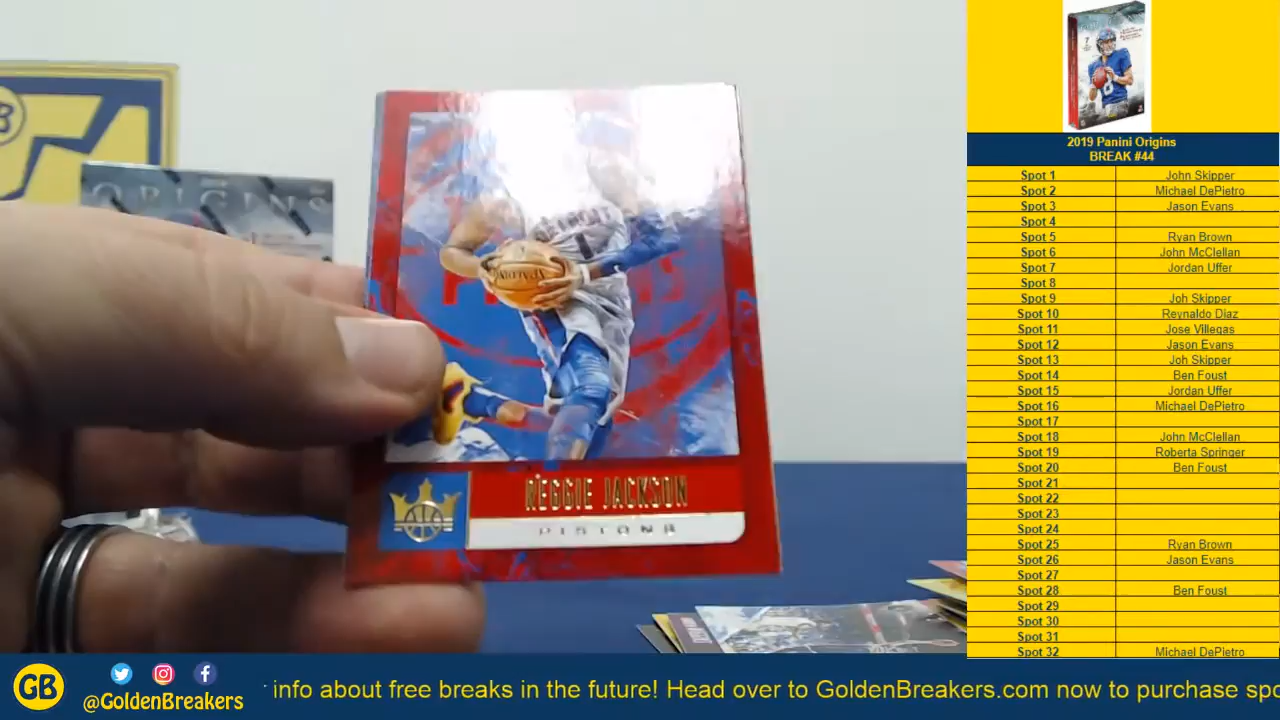 ORIGINS
REGGIE JACKSON
PISTONS
SPALDING
2019 Panini Origins
BREAK #44
Spot 1 John Skipper
Spot 2 Michael DePietro
Spot 3 Jason Evans
Spot 4
Spot 5 Ryan Brown
Spot 6 John McClellan
Spot 7 Jordan Uffer
Spot 8
Spot 9 Joh Skipper
Spot 10 Reynaldo Diaz
Spot 11 Jose Villegas
Spot 12 Jason Evans
Spot 13 Joh Skipper
Spot 14 Ben Foust
Spot 15 Jordan Uffer
Spot 16 Michael DePietro
Spot 17
Spot 18 John McClellan
Spot 19 Roberta Springer
Spot 20 Ben Foust
Spot 21
Spot 22
Spot 23
Spot 24
Spot 25 Ryan Brown
Spot 26 Jason Evans
Spot 27
Spot 28 Ben Foust
Spot 29
Spot 30
Spot 31
Spot 32 Michael DePietro
GB
@GoldenBreakers
info about free breaks in the future! Head over to GoldenBreakers.com now to purchase spo